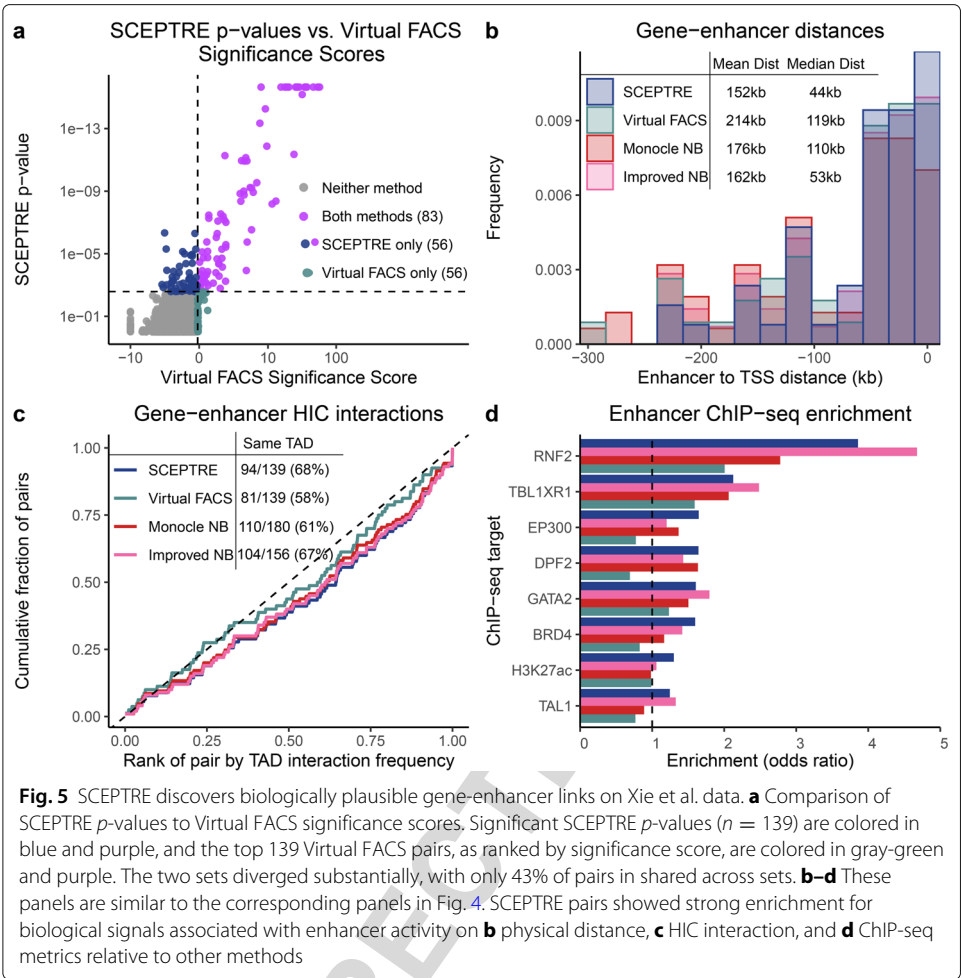 a
SCEPTRE p-values vs. Virtual FACS
Significance Scores
SCEPTRE p-value
1e-13
1e-09
1e-05
1e-01
Neither method
Both methods (83)
SCEPTRE only (56)
Virtual FACS only (56)
−10 0 10 100
Virtual FACS Significance Score
b
Gene-enhancer distances
Mean Dist Median Dist
SCEPTRE 152kb 44kb
Virtual FACS 214kb 119kb
Monocle NB 176kb 110kb
Improved NB 162kb 53kb
Frequency
0.009
0.006
0.003
0.000
−300 −200 −100 0
Enhancer to TSS distance (kb)
c
Gene-enhancer HIC interactions
Same TAD
SCEPTRE 94/139 (68%)
Virtual FACS 81/139 (58%)
Monocle NB 110/180 (61%)
Improved NB 104/156 (67%)
Cumulative fraction of pairs
1.00
0.75
0.50
0.25
0.00
0.00 0.25 0.50 0.75 1.00
Rank of pair by TAD interaction frequency
d
Enhancer ChIP-seq enrichment
ChIP-seq target
RNF2
TBL1XR1
EP300
DPF2
GATA2
BRD4
H3K27ac
TAL1
0 1 2 3 4 5
Enrichment (odds ratio)
Fig. 5 SCEPTRE discovers biologically plausible gene-enhancer links on Xie et al. data. a Comparison of
SCEPTRE p-values to Virtual FACS significance scores. Significant SCEPTRE p-values (n = 139) are colored in
blue and purple, and the top 139 Virtual FACS pairs, as ranked by significance score, are colored in gray-green
and purple. The two sets diverged substantially, with only 43% of pairs in shared across sets. b–d These
panels are similar to the corresponding panels in Fig. 4. SCEPTRE pairs showed strong enrichment for
biological signals associated with enhancer activity on b physical distance, c HIC interaction, and d ChIP-seq
metrics relative to other methods